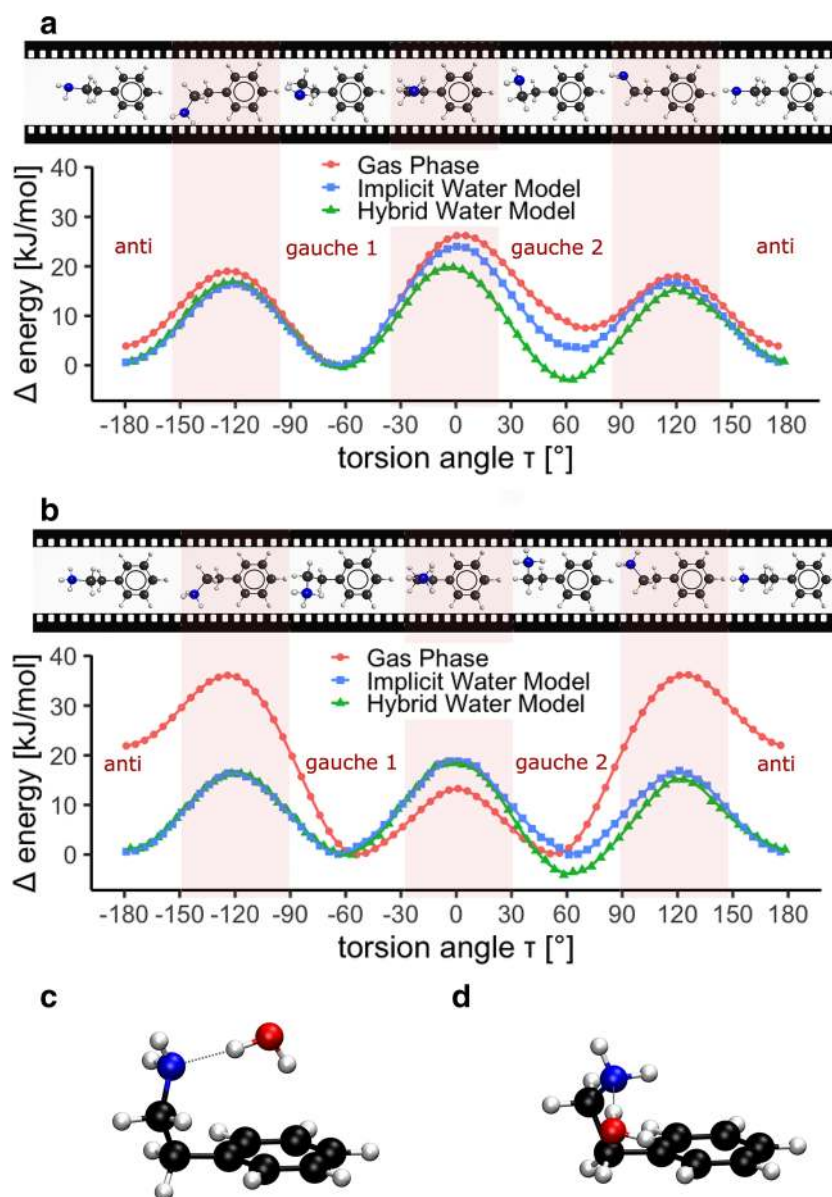 a
Gas Phase
Implicit Water Model
Hybrid Water Model
anti
gauche 1
gauche 2
anti
Δ energy [kJ/mol]
40
30
20
10
0
-180 -150 -120 -90 -60 -30 0 30 60 90 120 150 180
torsion angle τ [°]
b
Gas Phase
Implicit Water Model
Hybrid Water Model
anti
gauche 1
gauche 2
anti
Δ energy [kJ/mol]
40
30
20
10
0
-180 -150 -120 -90 -60 -30 0 30 60 90 120 150 180
torsion angle τ [°]
c
d